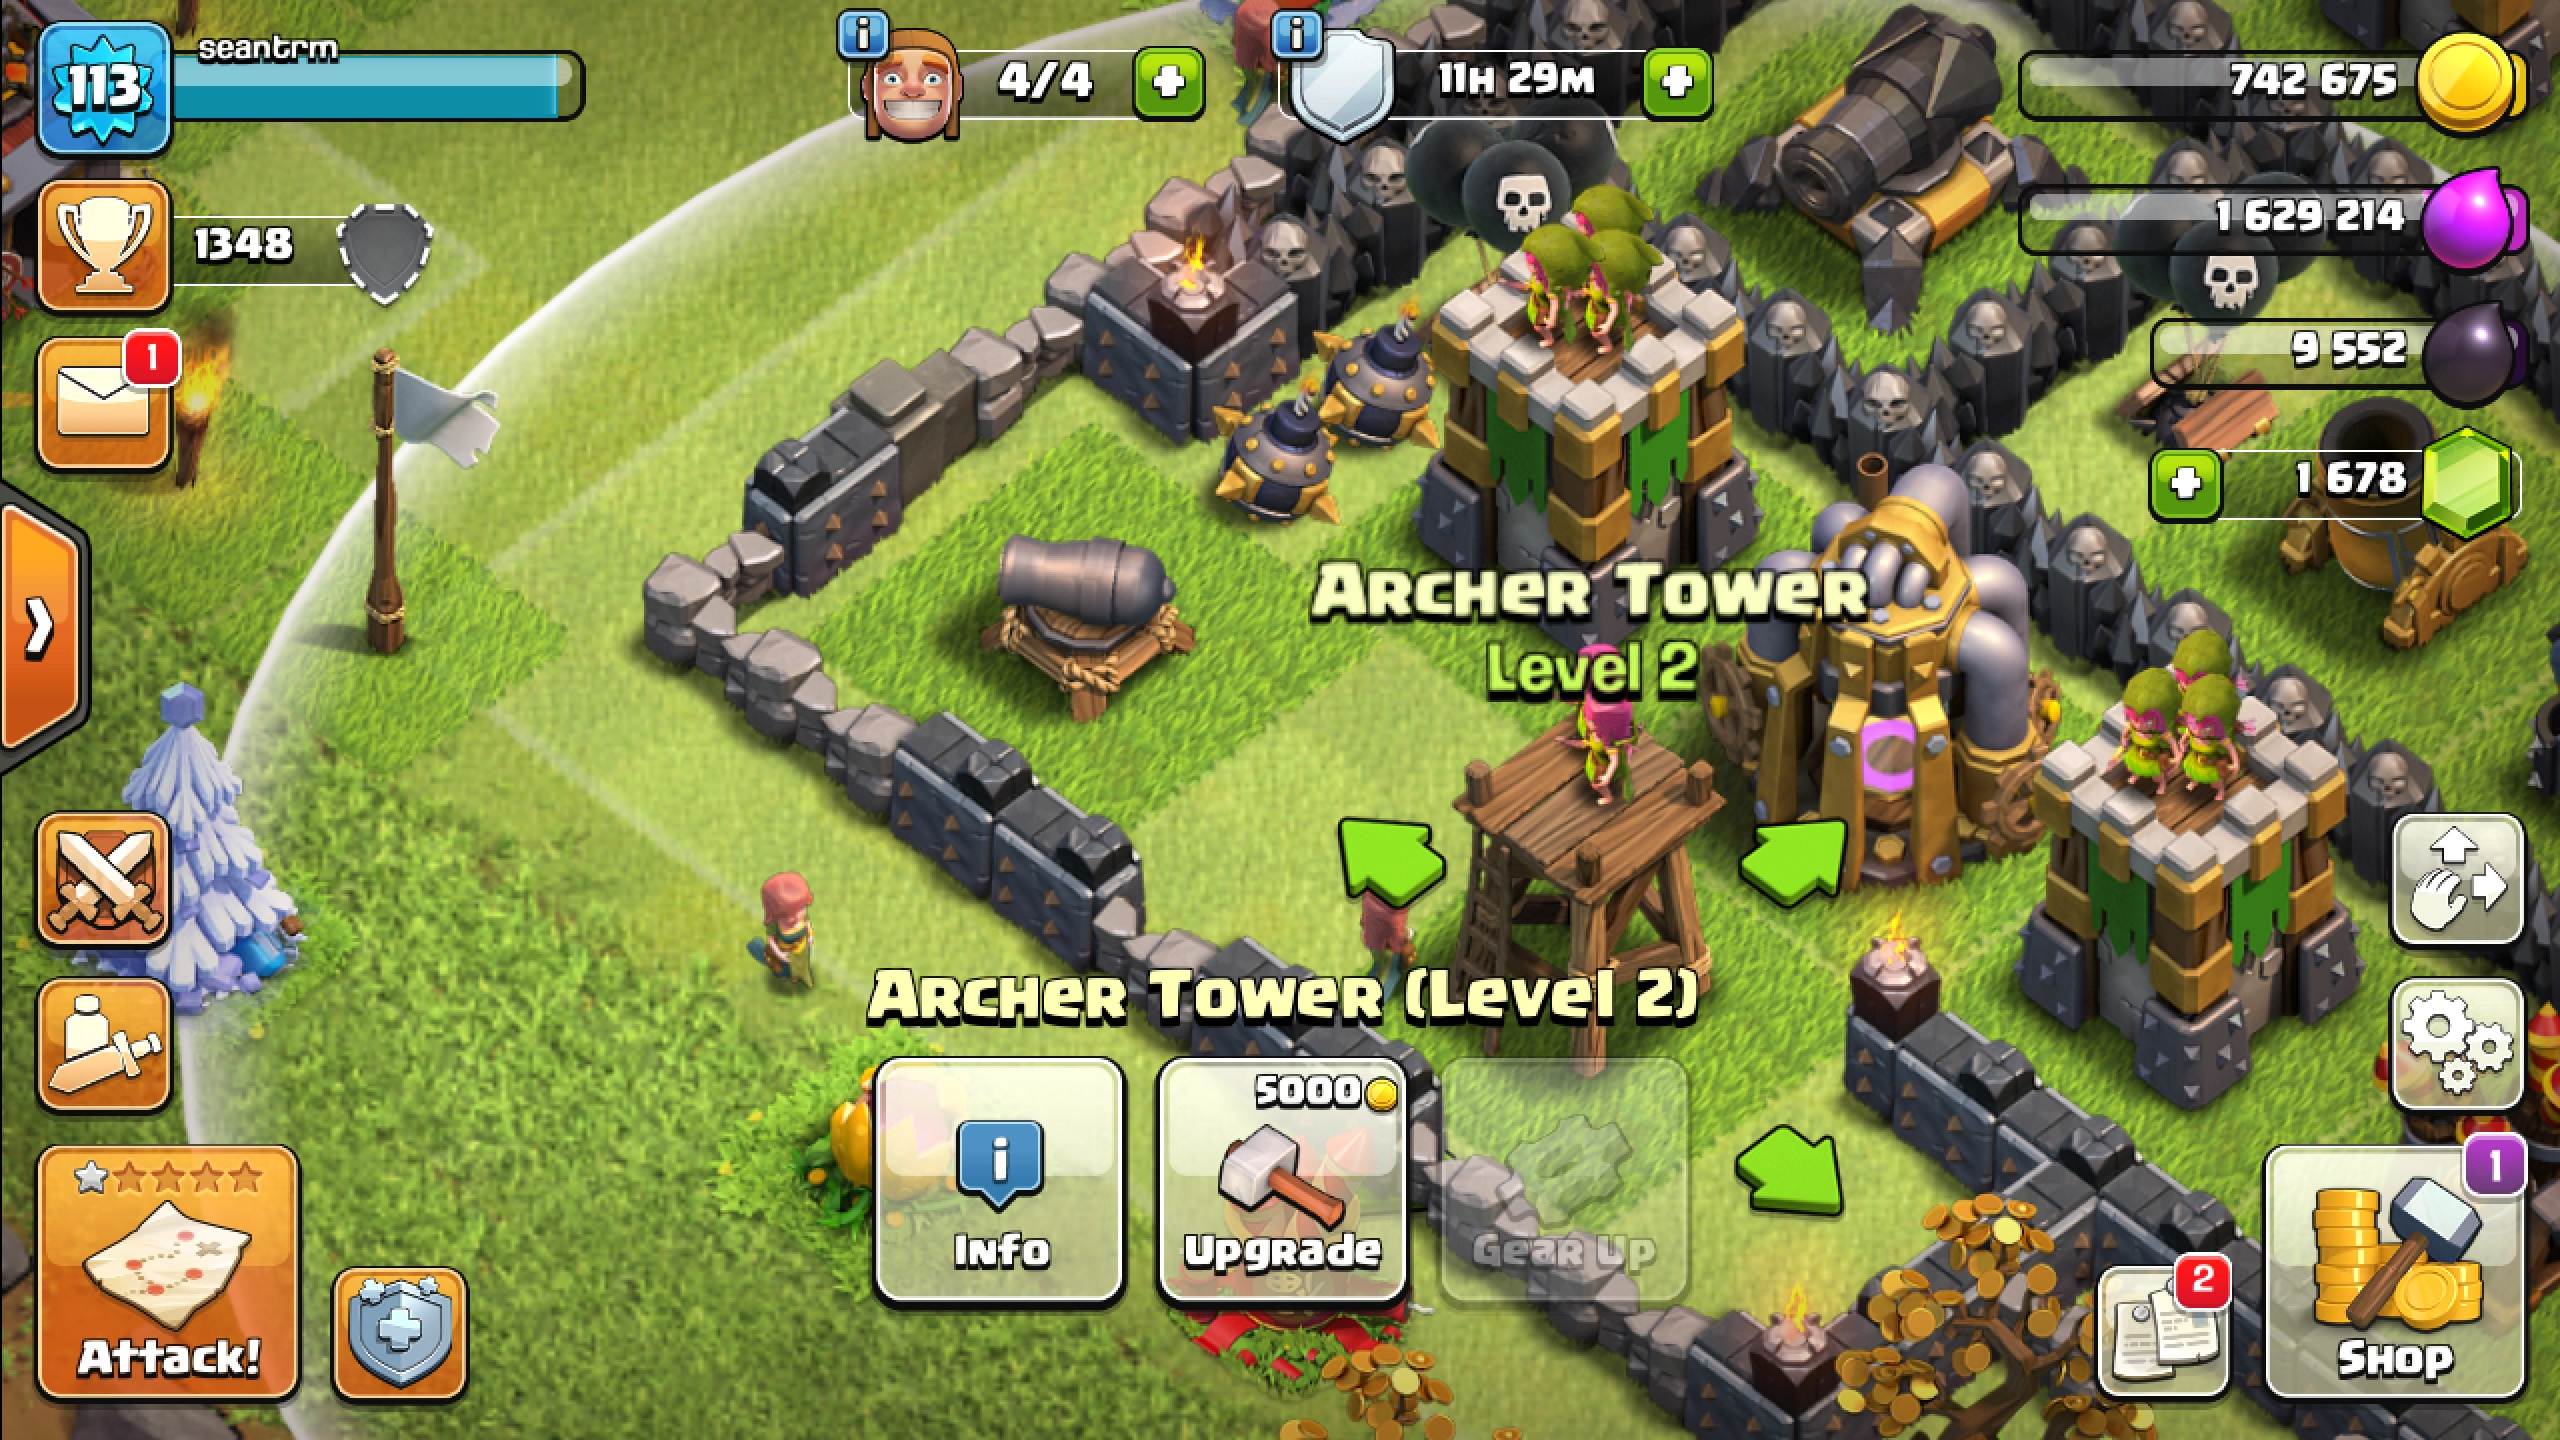 113
seantrm
4/4
11H 29M
742 675
1348
1 629 214
1
9 552
1 678
Archer Tower
Level 2
Archer Tower (Level 2)
5000
Info
Upgrade
Gear Up
1
2
Attack!
Shop